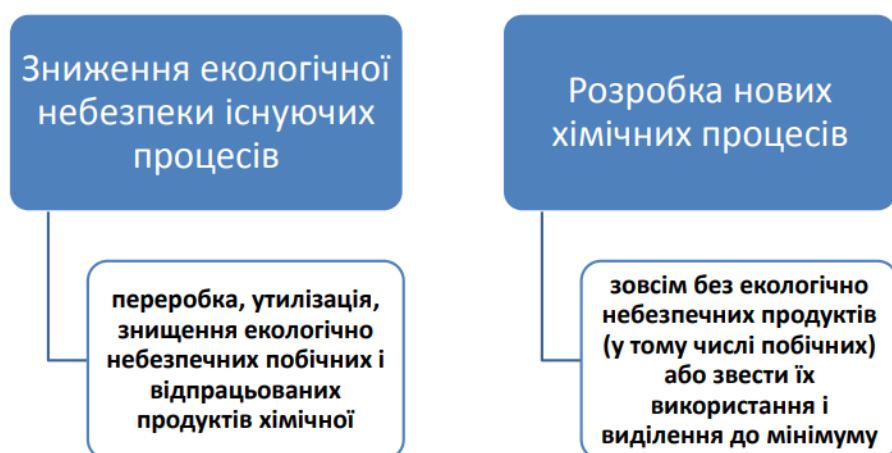 Зниження екологічної
небезпеки існуючих
процесів
переробка, утилізація,
знищення екологічно
небезпечних побічних і
відпрацьованих
продуктів хімічної
Розробка нових
хімічних процесів
зовсім без екологічно
небезпечних продуктів
(у тому числі побічних)
або звести їх
використання і
виділення до мінімуму